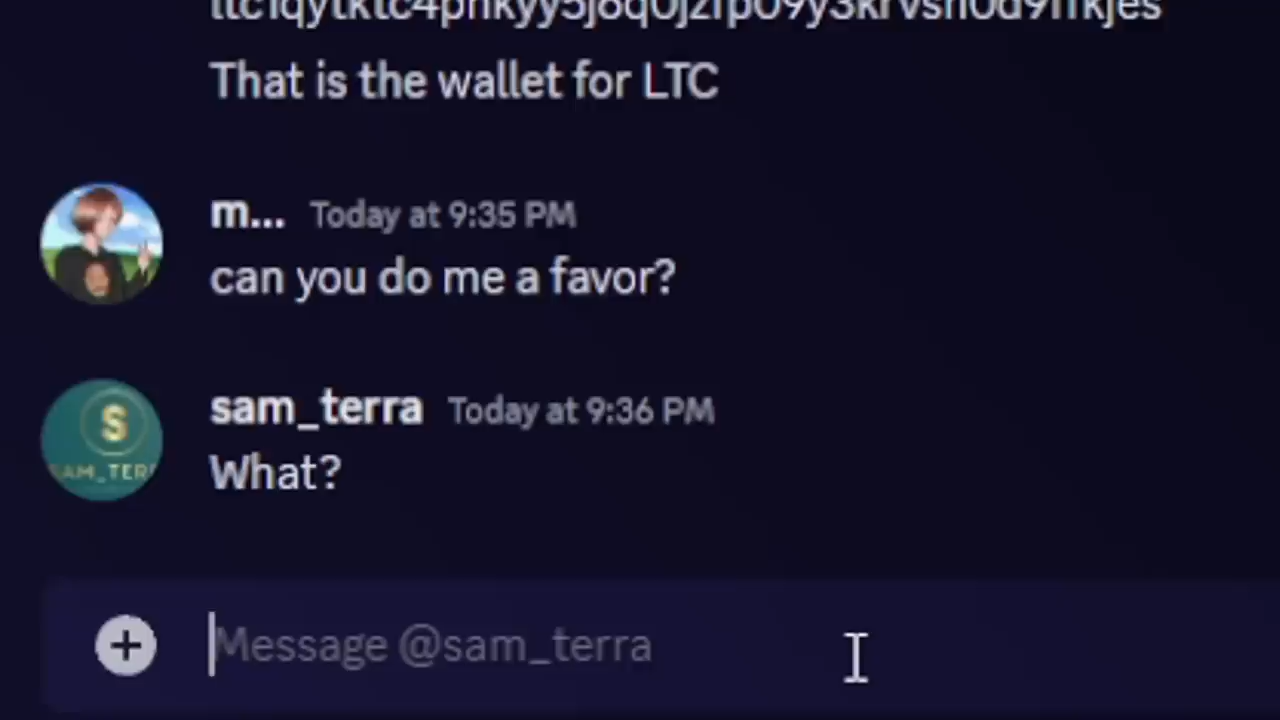 That is the wallet for LTC
m... Today at 9:35 PM
can you do me a favor?
sam_terra Today at 9:36 PM
S
SAM_TER
What?
Message @sam_terra